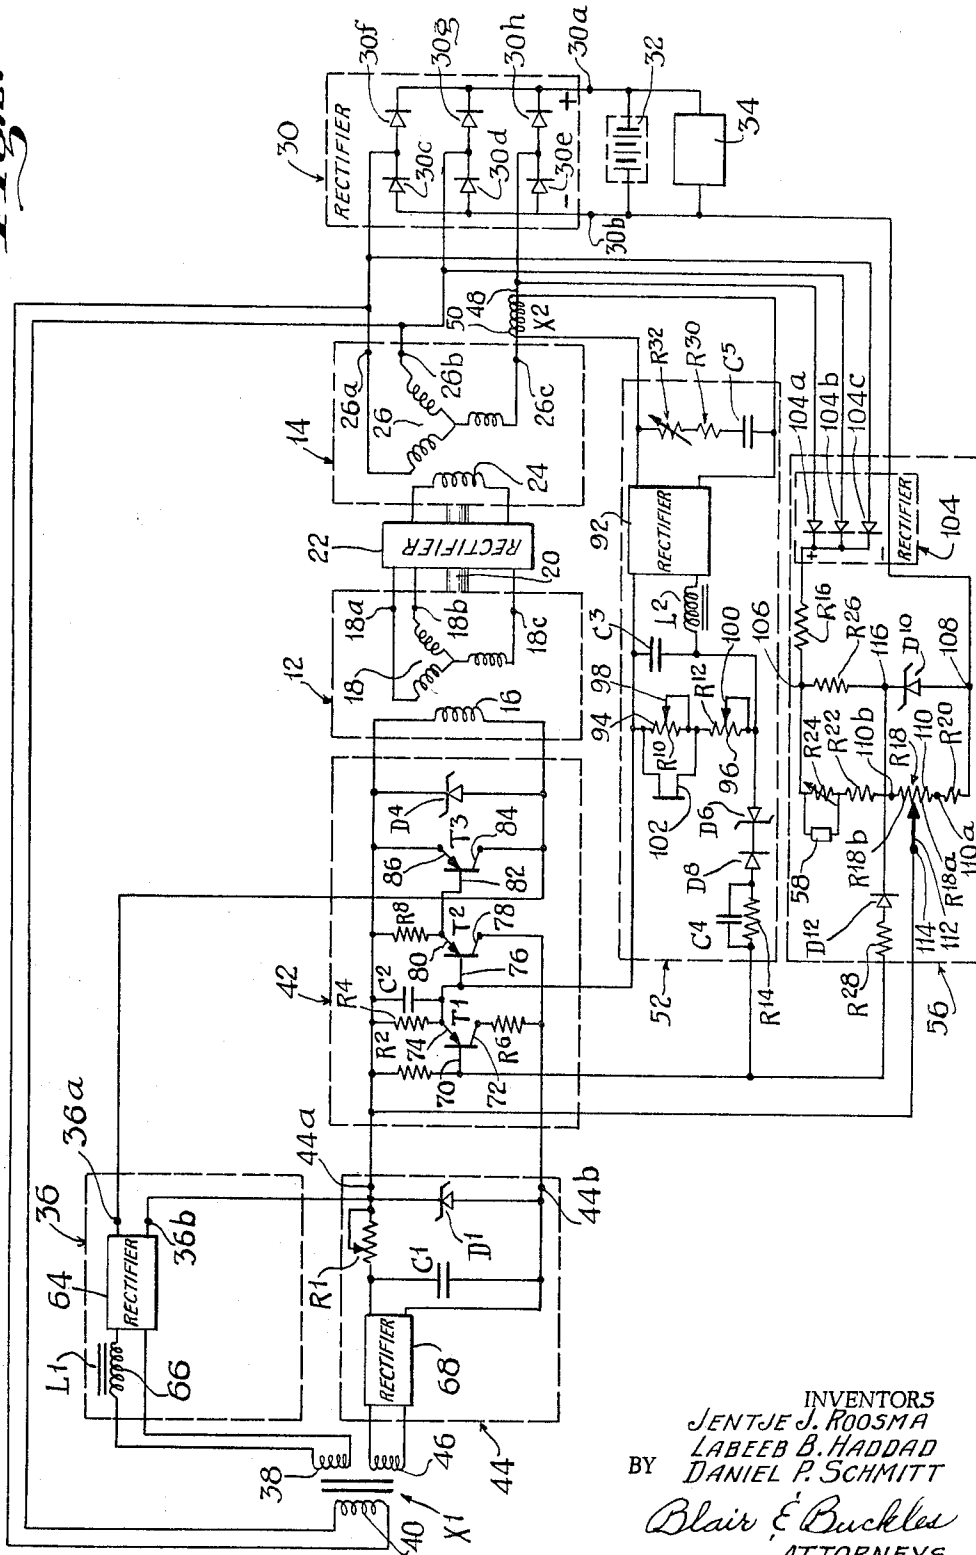 30f
30g
30h
30a
32
34
30
RECTIFIER
30c
30d
30e
+
-
30b
48
X2
50
26a
26b
26c
26
14
24
22
RECTIFIER
20
18a
18b
18c
18
12
16
42
D4
T3
84
86
82
R8
T2
78
80
76
C2
R4
R2
T1
74
70
72
R6
36a
36
36b
64
RECTIFIER
L1
66
44a
44b
R1
C1
D1
RECTIFIER
68
44
38
46
40
X1
R32
R30
C5
92
RECTIFIER
L2
C3
98
94
R10
R12
100
96
102
D6
D8
C4
R14
52
104a
104b
104c
RECTIFIER
+
-
104
106
R16
R26
116
D10
108
R24
R22
110b
R18
110
R20
58
R18b
R18a
110a
112
114
D12
R28
56
INVENTORS
JENTJE J. ROOSMA
LABEEB B. HADDAD
BY DANIEL P. SCHMITT
Blair & Buckles
ATTORNEYS